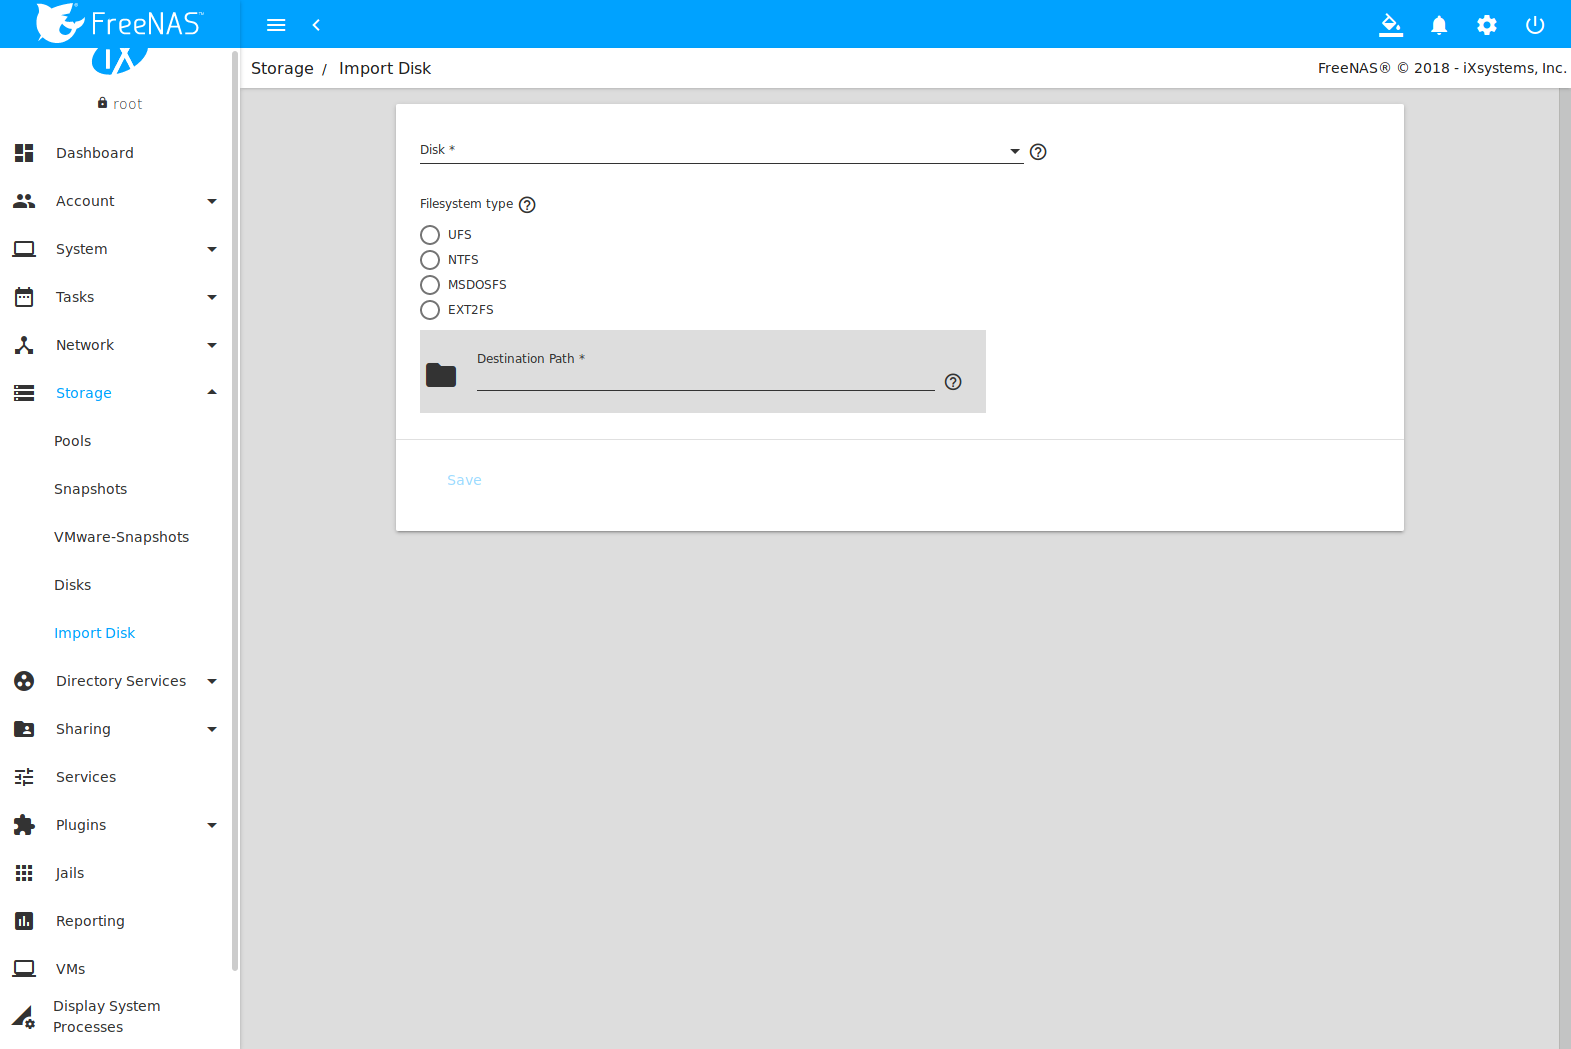 FreeNAS™
iX
root
Dashboard
Account
System
Tasks
Network
Storage
Pools
Snapshots
VMware-Snapshots
Disks
Import Disk
Directory Services
Sharing
Services
Plugins
Jails
Reporting
VMs
Display System
Processes
Storage / Import Disk
FreeNAS® © 2018 - iXsystems, Inc.
Disk *
Filesystem type
UFS
NTFS
MSDOSFS
EXT2FS
Destination Path *
Save